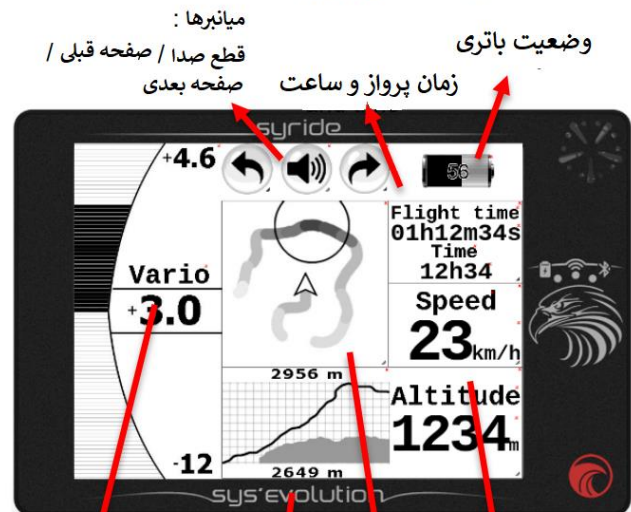 میانبرها :
قطع صدا / صفحه قبلی /
صفحه بعدی
زمان پرواز و ساعت
وضعیت باتری
syride
+4.6
56
Flight time
01h12m34s
Time
12h34
Vario
+3.0
Speed
23km/h
2956 m
Altitude
1234m
-12
2649 m
sys'evolution